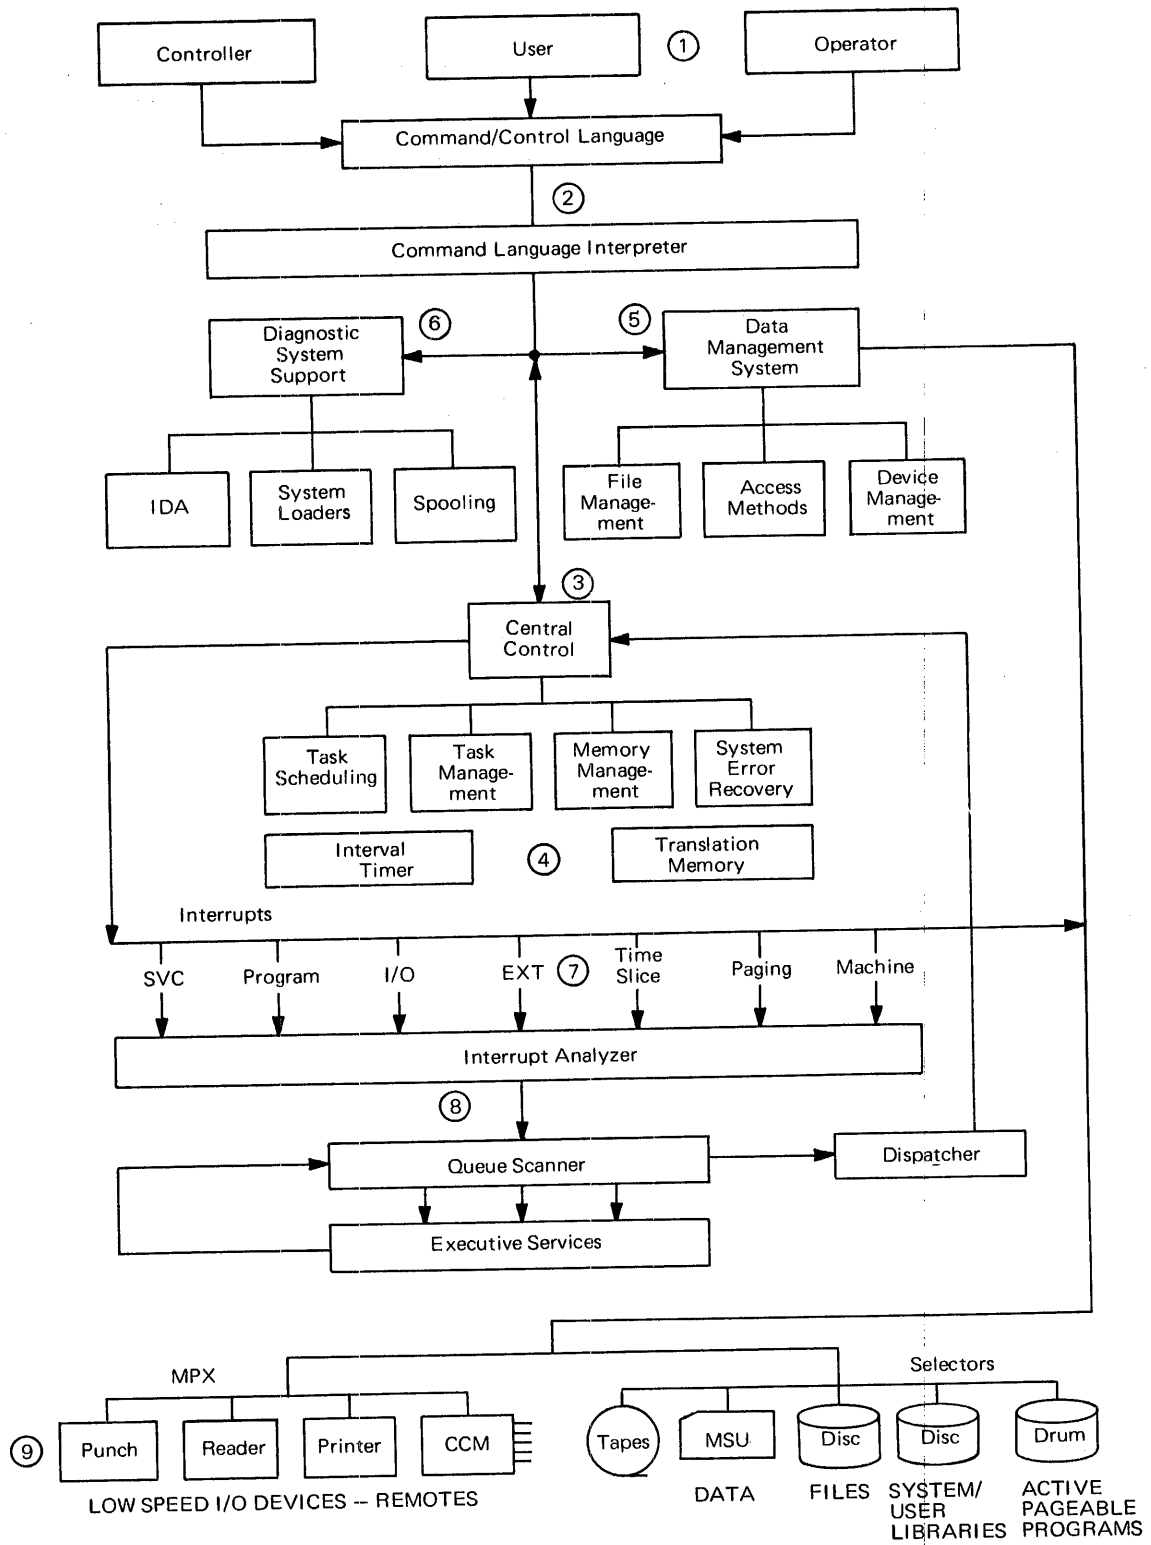 Controller
User
1
Operator
Command/Control Language
2
Command Language Interpreter
Diagnostic
System
Support
6
5
Data
Management
System
IDA
System
Loaders
Spooling
File
Manage-
ment
Access
Methods
Device
Manage-
ment
3
Central
Control
Task
Scheduling
Task
Manage-
ment
Memory
Manage-
ment
System
Error
Recovery
Interval
Timer
4
Translation
Memory
Interrupts
SVC
Program
I/O
EXT
7
Time
Slice
Paging
Machine
Interrupt Analyzer
8
Queue Scanner
Dispatcher
Executive Services
MPX
Selectors
9
Punch
Reader
Printer
CCM
Tapes
MSU
Disc
Disc
Drum
LOW SPEED I/O DEVICES -- REMOTES
DATA
FILES
SYSTEM/
USER
LIBRARIES
ACTIVE
PAGEABLE
PROGRAMS